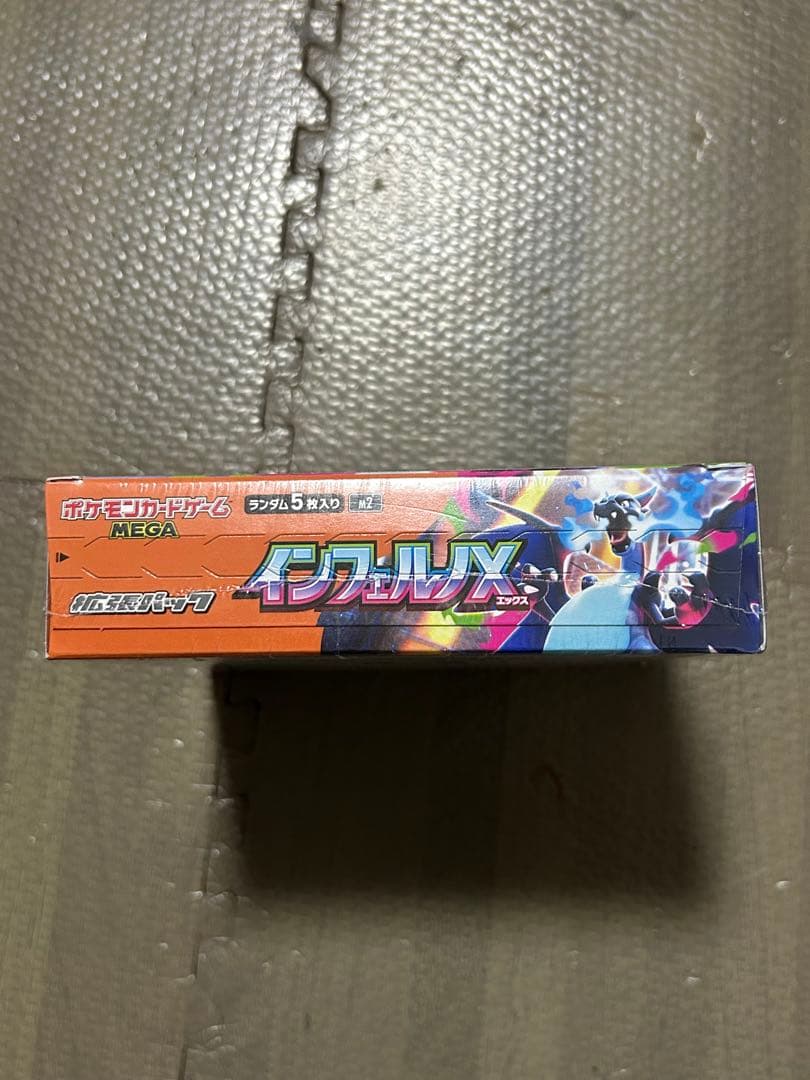 ポケモンカードゲーム
MEGA
ランダム5枚入り
M2
拡張パック
インフェルノX
エックス